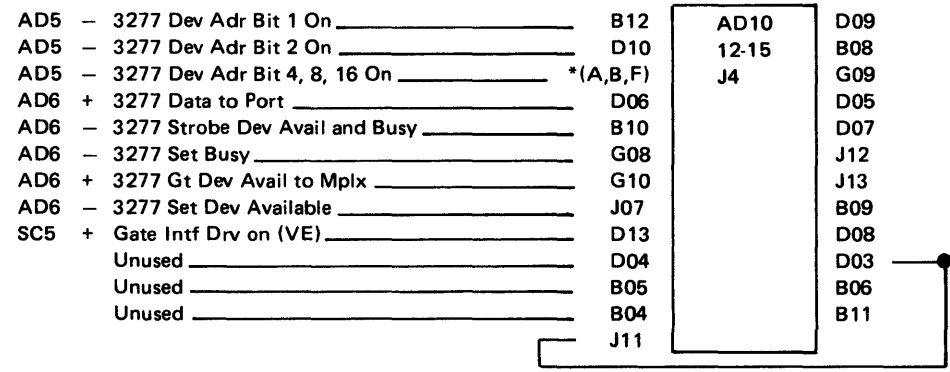 AD5 – 3277 Dev Adr Bit 1 On B12 AD10 D09
AD5 – 3277 Dev Adr Bit 2 On D10 12-15 B08
AD5 – 3277 Dev Adr Bit 4, 8, 16 On *(A,B,F) J4 G09
AD6 + 3277 Data to Port D06 D05
AD6 – 3277 Strobe Dev Avail and Busy B10 D07
AD6 – 3277 Set Busy G08 J12
AD6 + 3277 Gt Dev Avail to Mplx G10 J13
AD6 – 3277 Set Dev Available J07 B09
SC5 + Gate Intf Drv on (VE) D13 D08
Unused D04 D03
Unused B05 B06
Unused B04 B11
J11